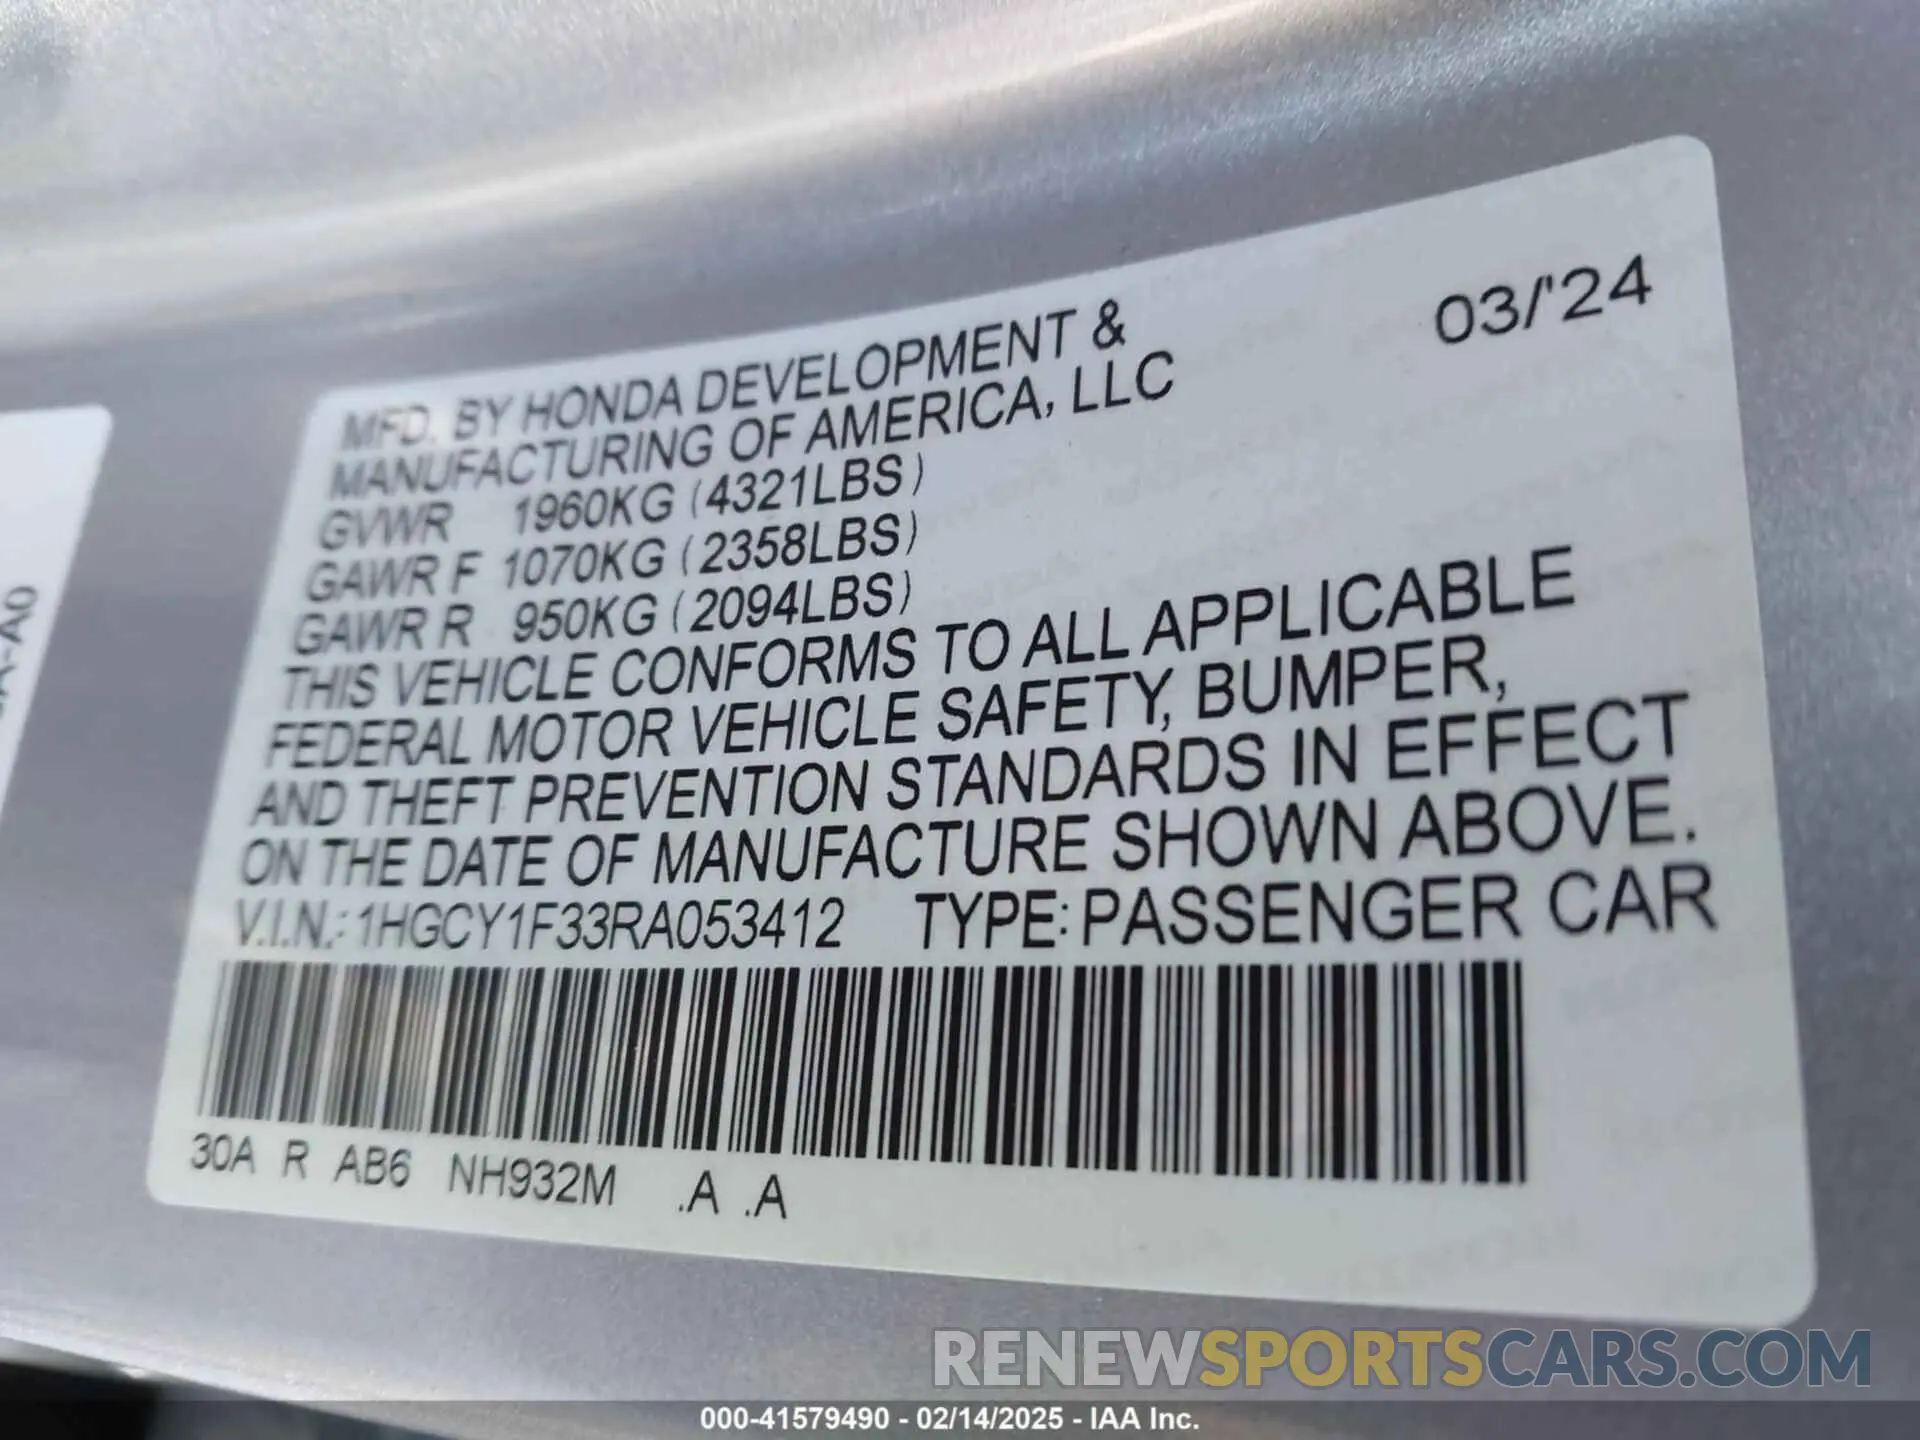 03/'24
MFD. BY HONDA DEVELOPMENT &
MANUFACTURING OF AMERICA, LLC
GVWR 1960KG (4321LBS)
GAWR F 1070KG (2358LBS)
GAWR R 950KG (2094LBS)
THIS VEHICLE CONFORMS TO ALL APPLICABLE
FEDERAL MOTOR VEHICLE SAFETY, BUMPER,
AND THEFT PREVENTION STANDARDS IN EFFECT
ON THE DATE OF MANUFACTURE SHOWN ABOVE.
V.I.N.: 1HGCY1F33RA053412 TYPE: PASSENGER CAR
30A R AB6 NH932M .A .A
RENEWSPORTSCARS.COM
000-41579490 - 02/14/2025 - IAA Inc.